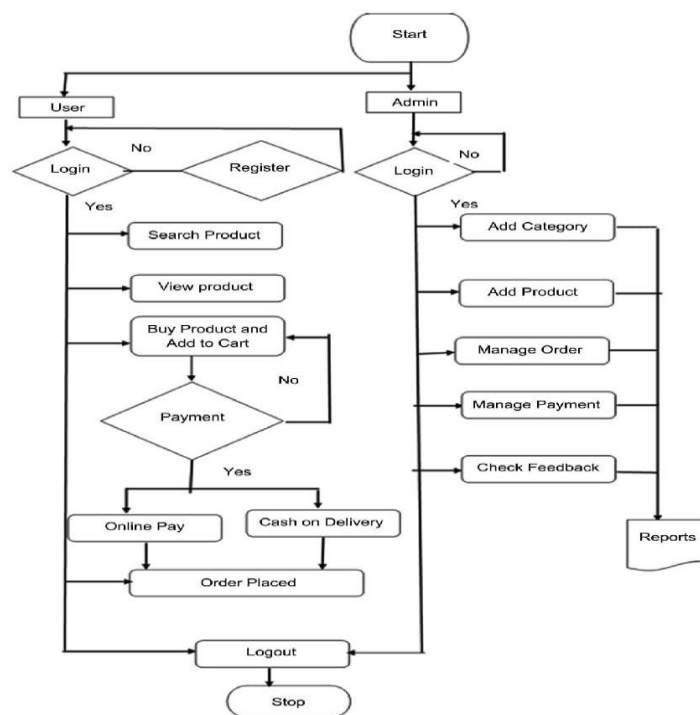 Start
User
Admin
Login
No
Register
Login
No
Yes
Yes
Search Product
Add Category
View product
Add Product
Buy Product and
Add to Cart
Manage Order
No
Payment
Manage Payment
Yes
Check Feedback
Online Pay
Cash on Delivery
Reports
Order Placed
Logout
Stop